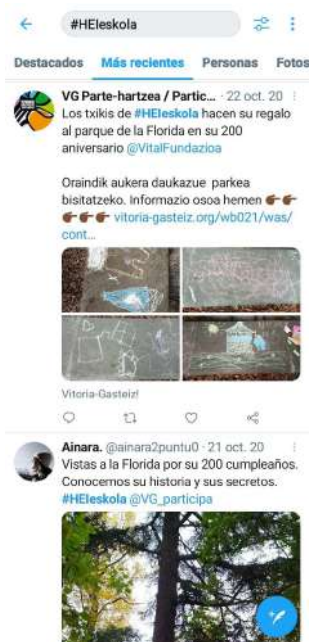 #HEIeskola
Destacados Más recientes Personas Fotos
VG Parte-hartzea / Partic... · 22 oct. 20
Los txikis de #HEIeskola hacen su regalo
al parque de la Florida en su 200
aniversario @VitalFundazioa
Oraindik aukera daukazue parkea
bisitatzeko. Informazio osoa hemen
vitoria-gasteiz.org/wb021/was/
cont...
Vitoria-Gasteiz!
Ainara. @ainara2puntu0 · 21 oct. 20
Vistas a la Florida por su 200 cumpleaños.
Conocemos su historia y sus secretos.
#HEIeskola @VG_participa